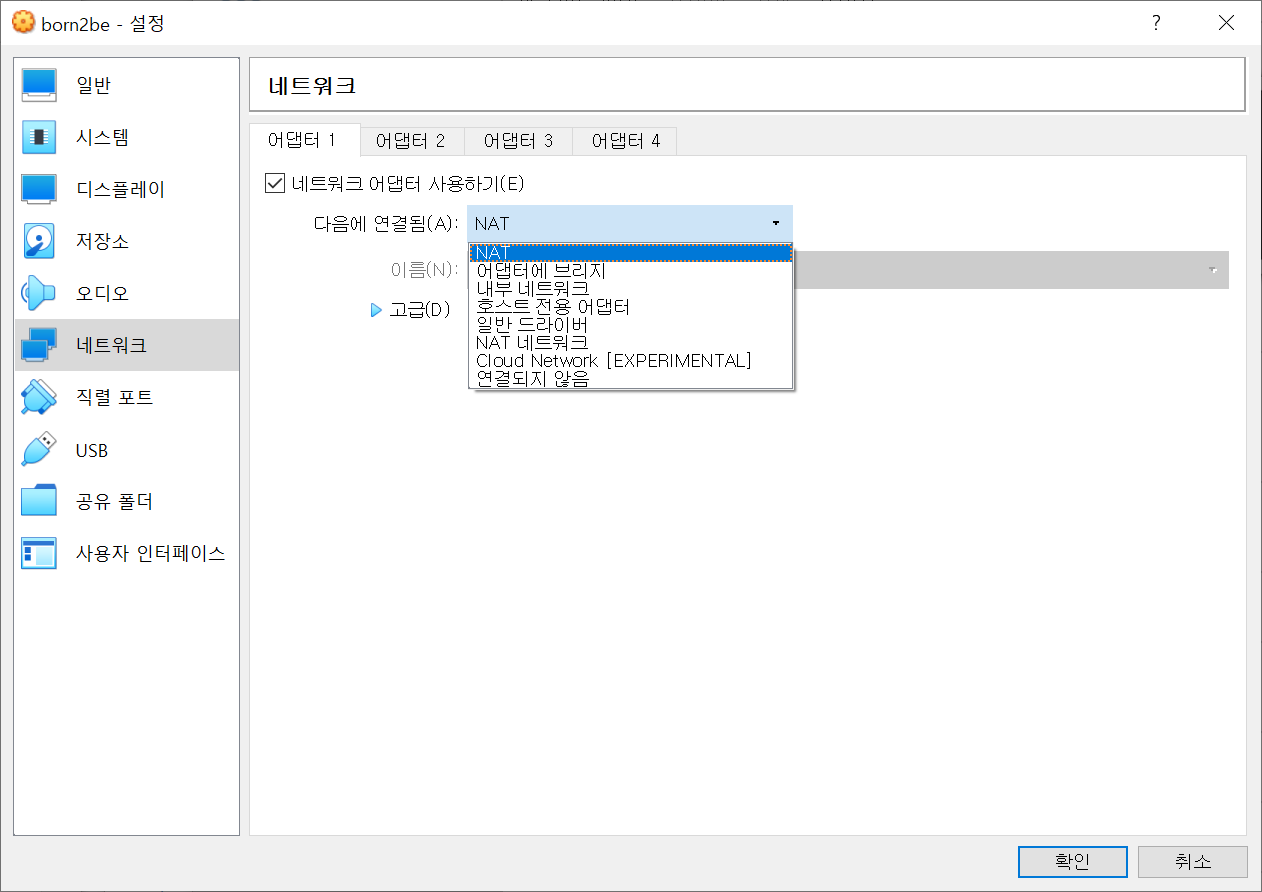 born2be - 설정
?
일반
시스템
디스플레이
저장소
오디오
네트워크
직렬 포트
USB
공유 폴더
사용자 인터페이스
네트워크
어댑터 1 어댑터 2 어댑터 3 어댑터 4
네트워크 어댑터 사용하기(E)
다음에 연결됨(A): NAT
이름(N):
고급(D)
NAT
어댑터에 브리지
내부 네트워크
호스트 전용 어댑터
일반 드라이버
NAT 네트워크
Cloud Network [EXPERIMENTAL]
연결되지 않음
확인 취소